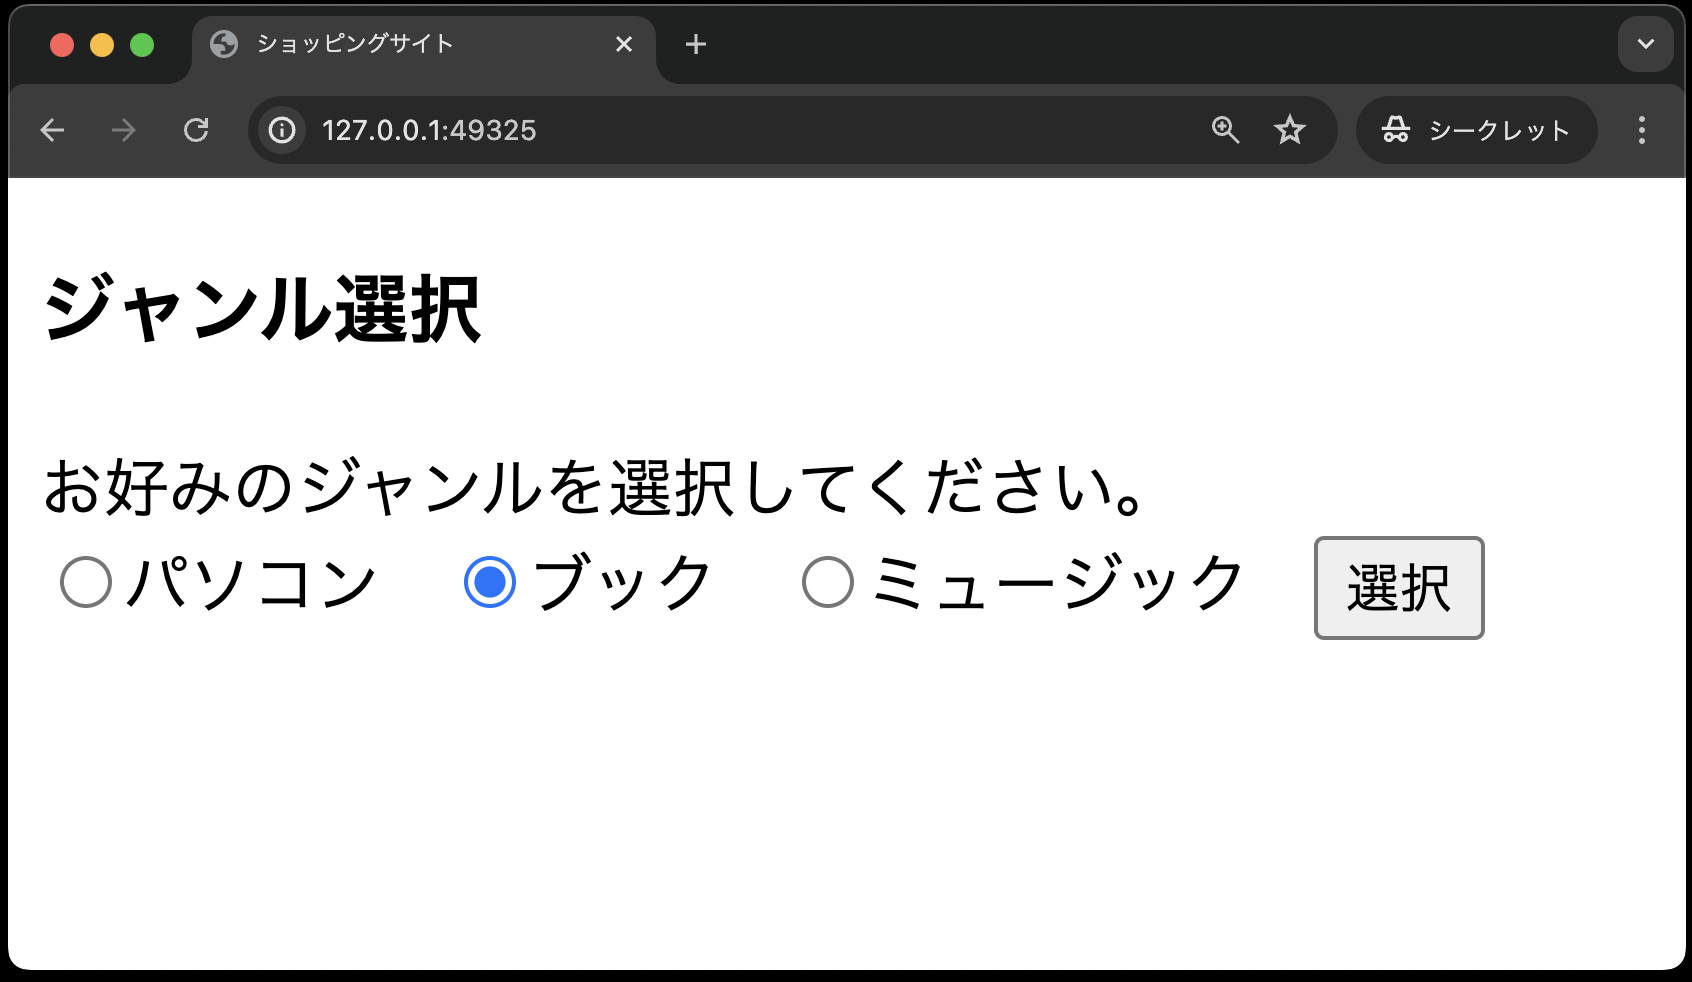 ショッピングサイト
127.0.0.1:49325
シークレット
ジャンル選択
お好みのジャンルを選択してください。
パソコン ブック ミュージック 選択